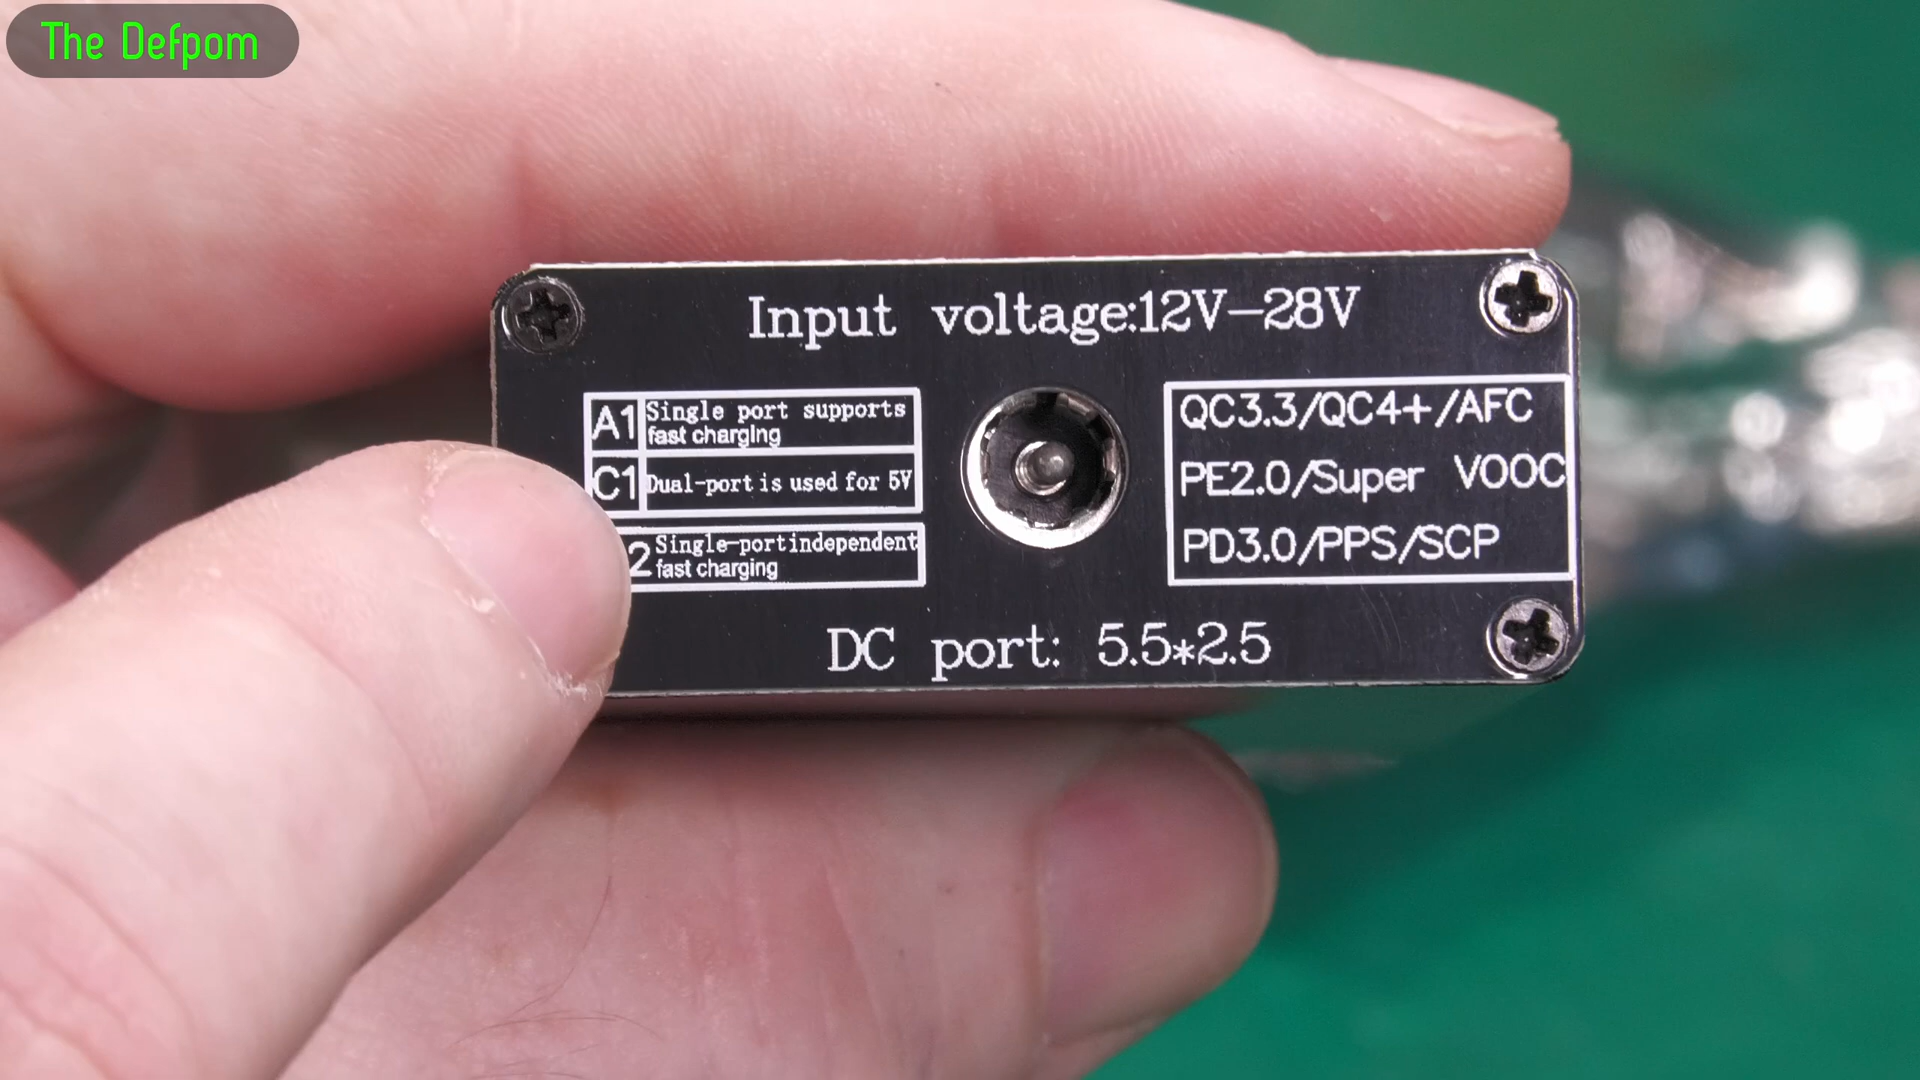 The Defpom
Input voltage:12V-28V
A1 Single port supports
fast charging
C1 Dual-port is used for 5V
2 Single-port independent
fast charging
QC3.3/QC4+/AFC
PE2.0/Super VOOC
PD3.0/PPS/SCP
DC port: 5.5*2.5